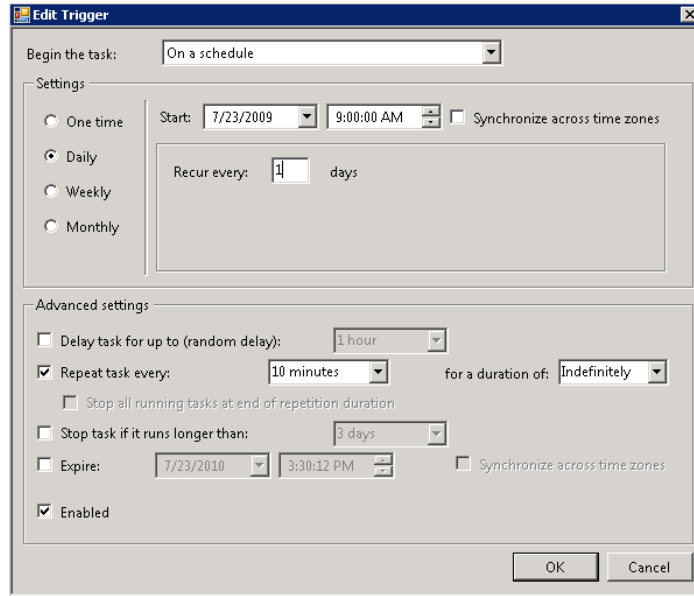 Edit Trigger
Begin the task: On a schedule
Settings
One time
Start: 7/23/2009 9:00:00 AM Synchronize across time zones
Daily
Recur every: 1 days
Weekly
Monthly
Advanced settings
Delay task for up to (random delay): 1 hour
Repeat task every: 10 minutes for a duration of: Indefinitely
Stop all running tasks at end of repetition duration
Stop task if it runs longer than: 3 days
Expire: 7/23/2010 3:30:12 PM Synchronize across time zones
Enabled
OK Cancel